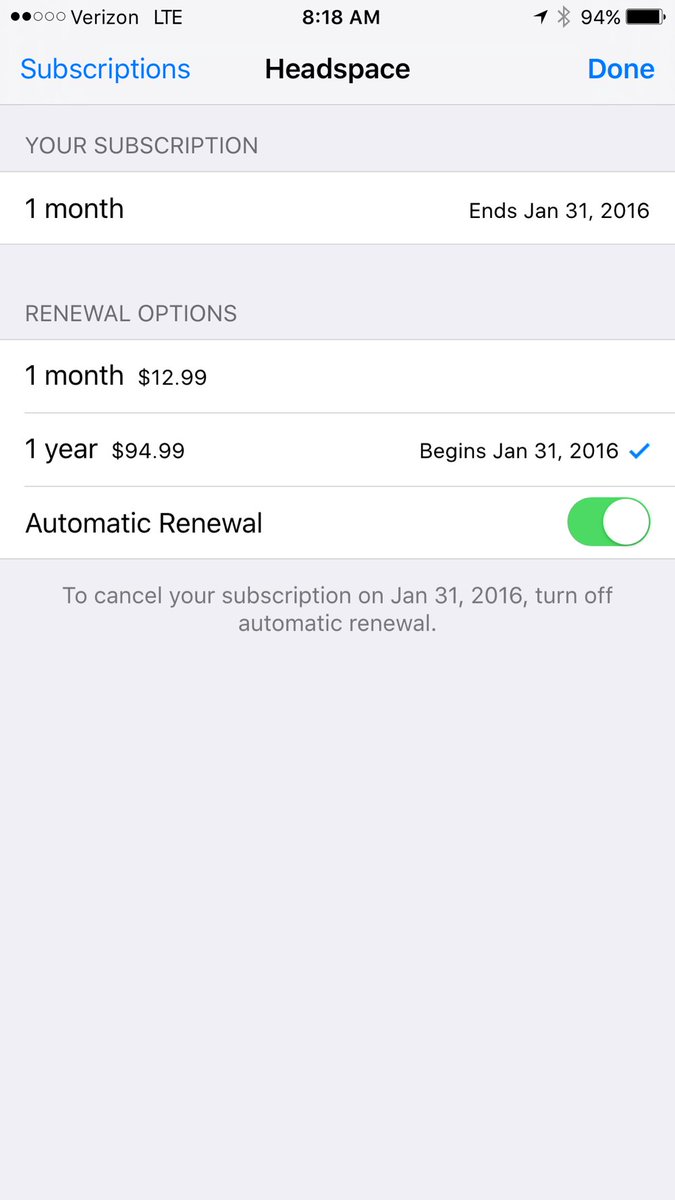 Verizon LTE 8:18 AM 94%
Subscriptions Headspace Done
YOUR SUBSCRIPTION
1 month Ends Jan 31, 2016
RENEWAL OPTIONS
1 month $12.99
1 year $94.99 Begins Jan 31, 2016
Automatic Renewal
To cancel your subscription on Jan 31, 2016, turn off
automatic renewal.